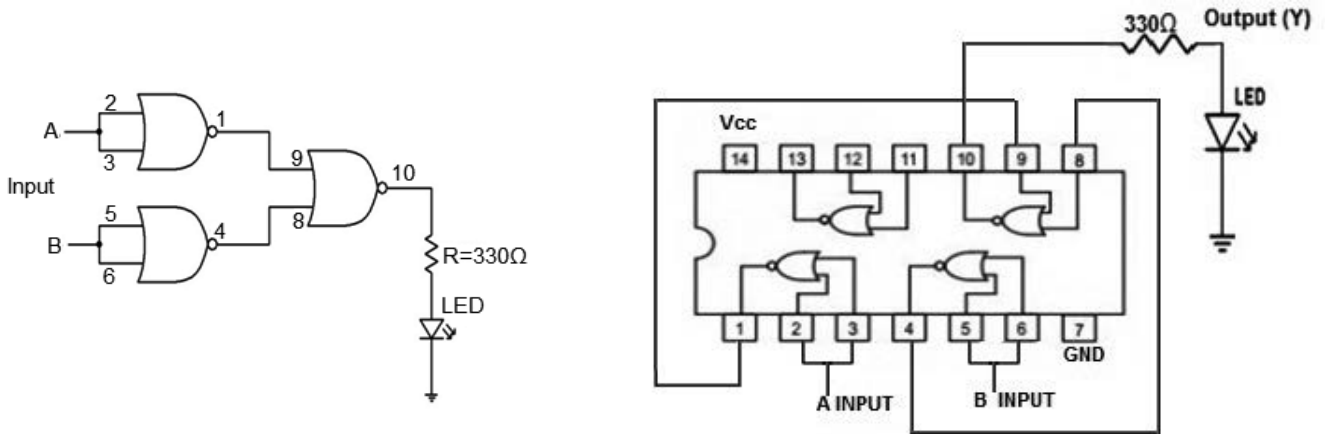 A
2
3
1
Input
B
5
6
4
9
8
10
R=330Ω
LED
330Ω
Output (Y)
LED
Vcc
14
13
12
11
10
9
8
1
2
3
4
5
6
7
GND
A INPUT
B INPUT